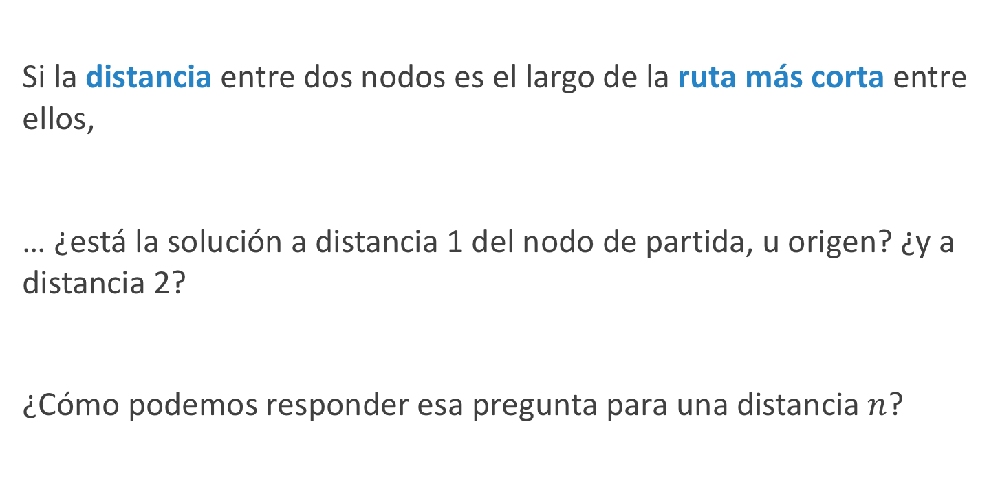 Si la distancia entre dos nodos es el largo de la ruta más corta entre
ellos,
… ¿está la solución a distancia 1 del nodo de partida, u origen? ¿y a
distancia 2?
¿Cómo podemos responder esa pregunta para una distancia 𝑛?